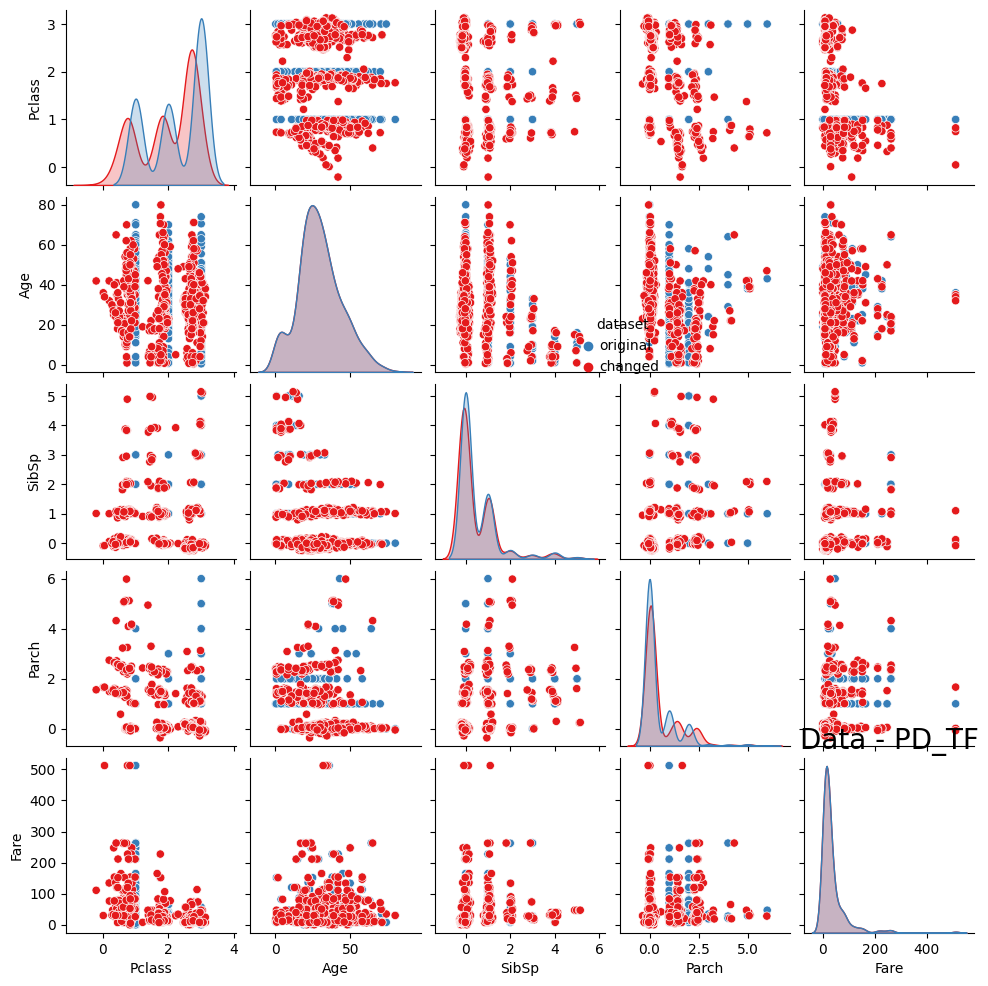 3
2
1
0
Pclass
80
60
40
20
0
Age
dataset
original
changed
5
4
3
2
1
0
SibSp
6
4
2
0
Parch
Data - PD_TF
500
400
300
200
100
0
Fare
0 2 4
Pclass
0 50
Age
0 2 4 6
SibSp
0.0 2.5 5.0
Parch
0 200 400
Fare